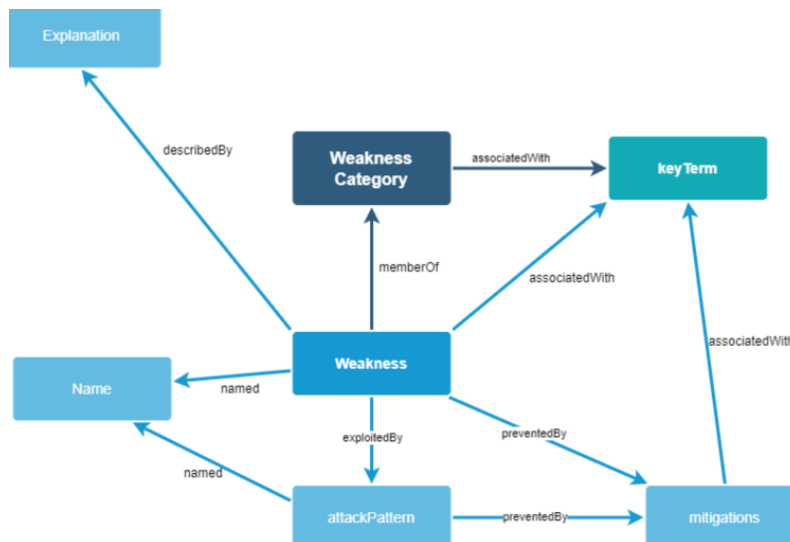 Explanation
describedBy
Weakness
Category
associatedWith
keyTerm
memberOf
associatedWith
Weakness
associatedWith
Name
named
exploitedBy
preventedBy
named
attackPattern
preventedBy
mitigations